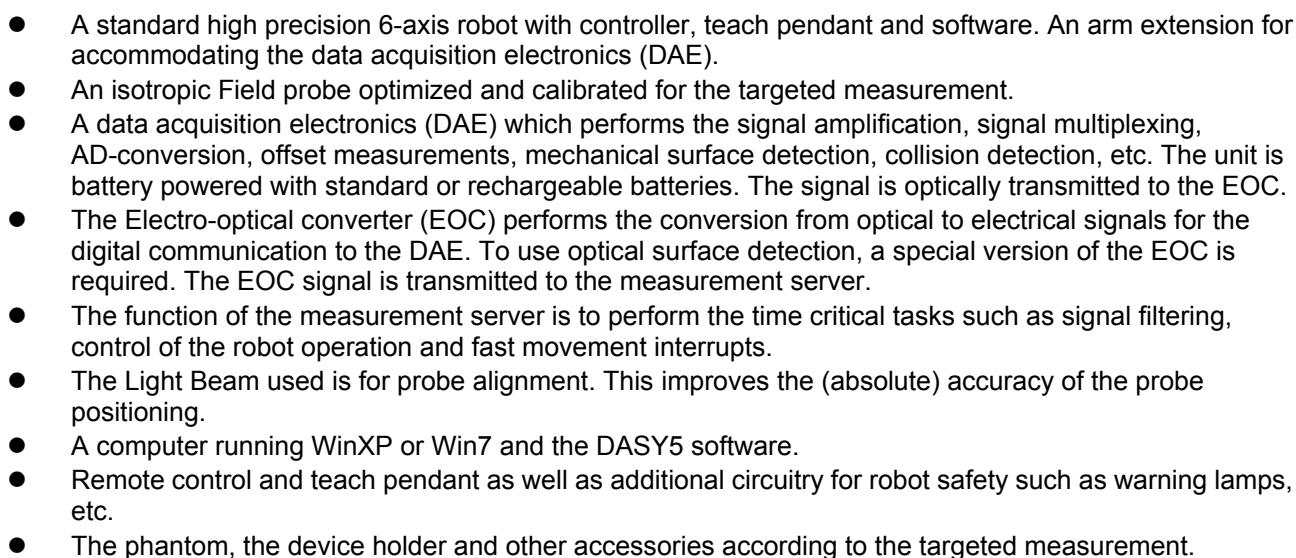 ● A standard high precision 6-axis robot with controller, teach pendant and software. An arm extension for
accommodating the data acquisition electronics (DAE).
● An isotropic Field probe optimized and calibrated for the targeted measurement.
● A data acquisition electronics (DAE) which performs the signal amplification, signal multiplexing,
AD-conversion, offset measurements, mechanical surface detection, collision detection, etc. The unit is
battery powered with standard or rechargeable batteries. The signal is optically transmitted to the EOC.
● The Electro-optical converter (EOC) performs the conversion from optical to electrical signals for the
digital communication to the DAE. To use optical surface detection, a special version of the EOC is
required. The EOC signal is transmitted to the measurement server.
● The function of the measurement server is to perform the time critical tasks such as signal filtering,
control of the robot operation and fast movement interrupts.
● The Light Beam used is for probe alignment. This improves the (absolute) accuracy of the probe
positioning.
● A computer running WinXP or Win7 and the DASY5 software.
● Remote control and teach pendant as well as additional circuitry for robot safety such as warning lamps,
etc.
● The phantom, the device holder and other accessories according to the targeted measurement.